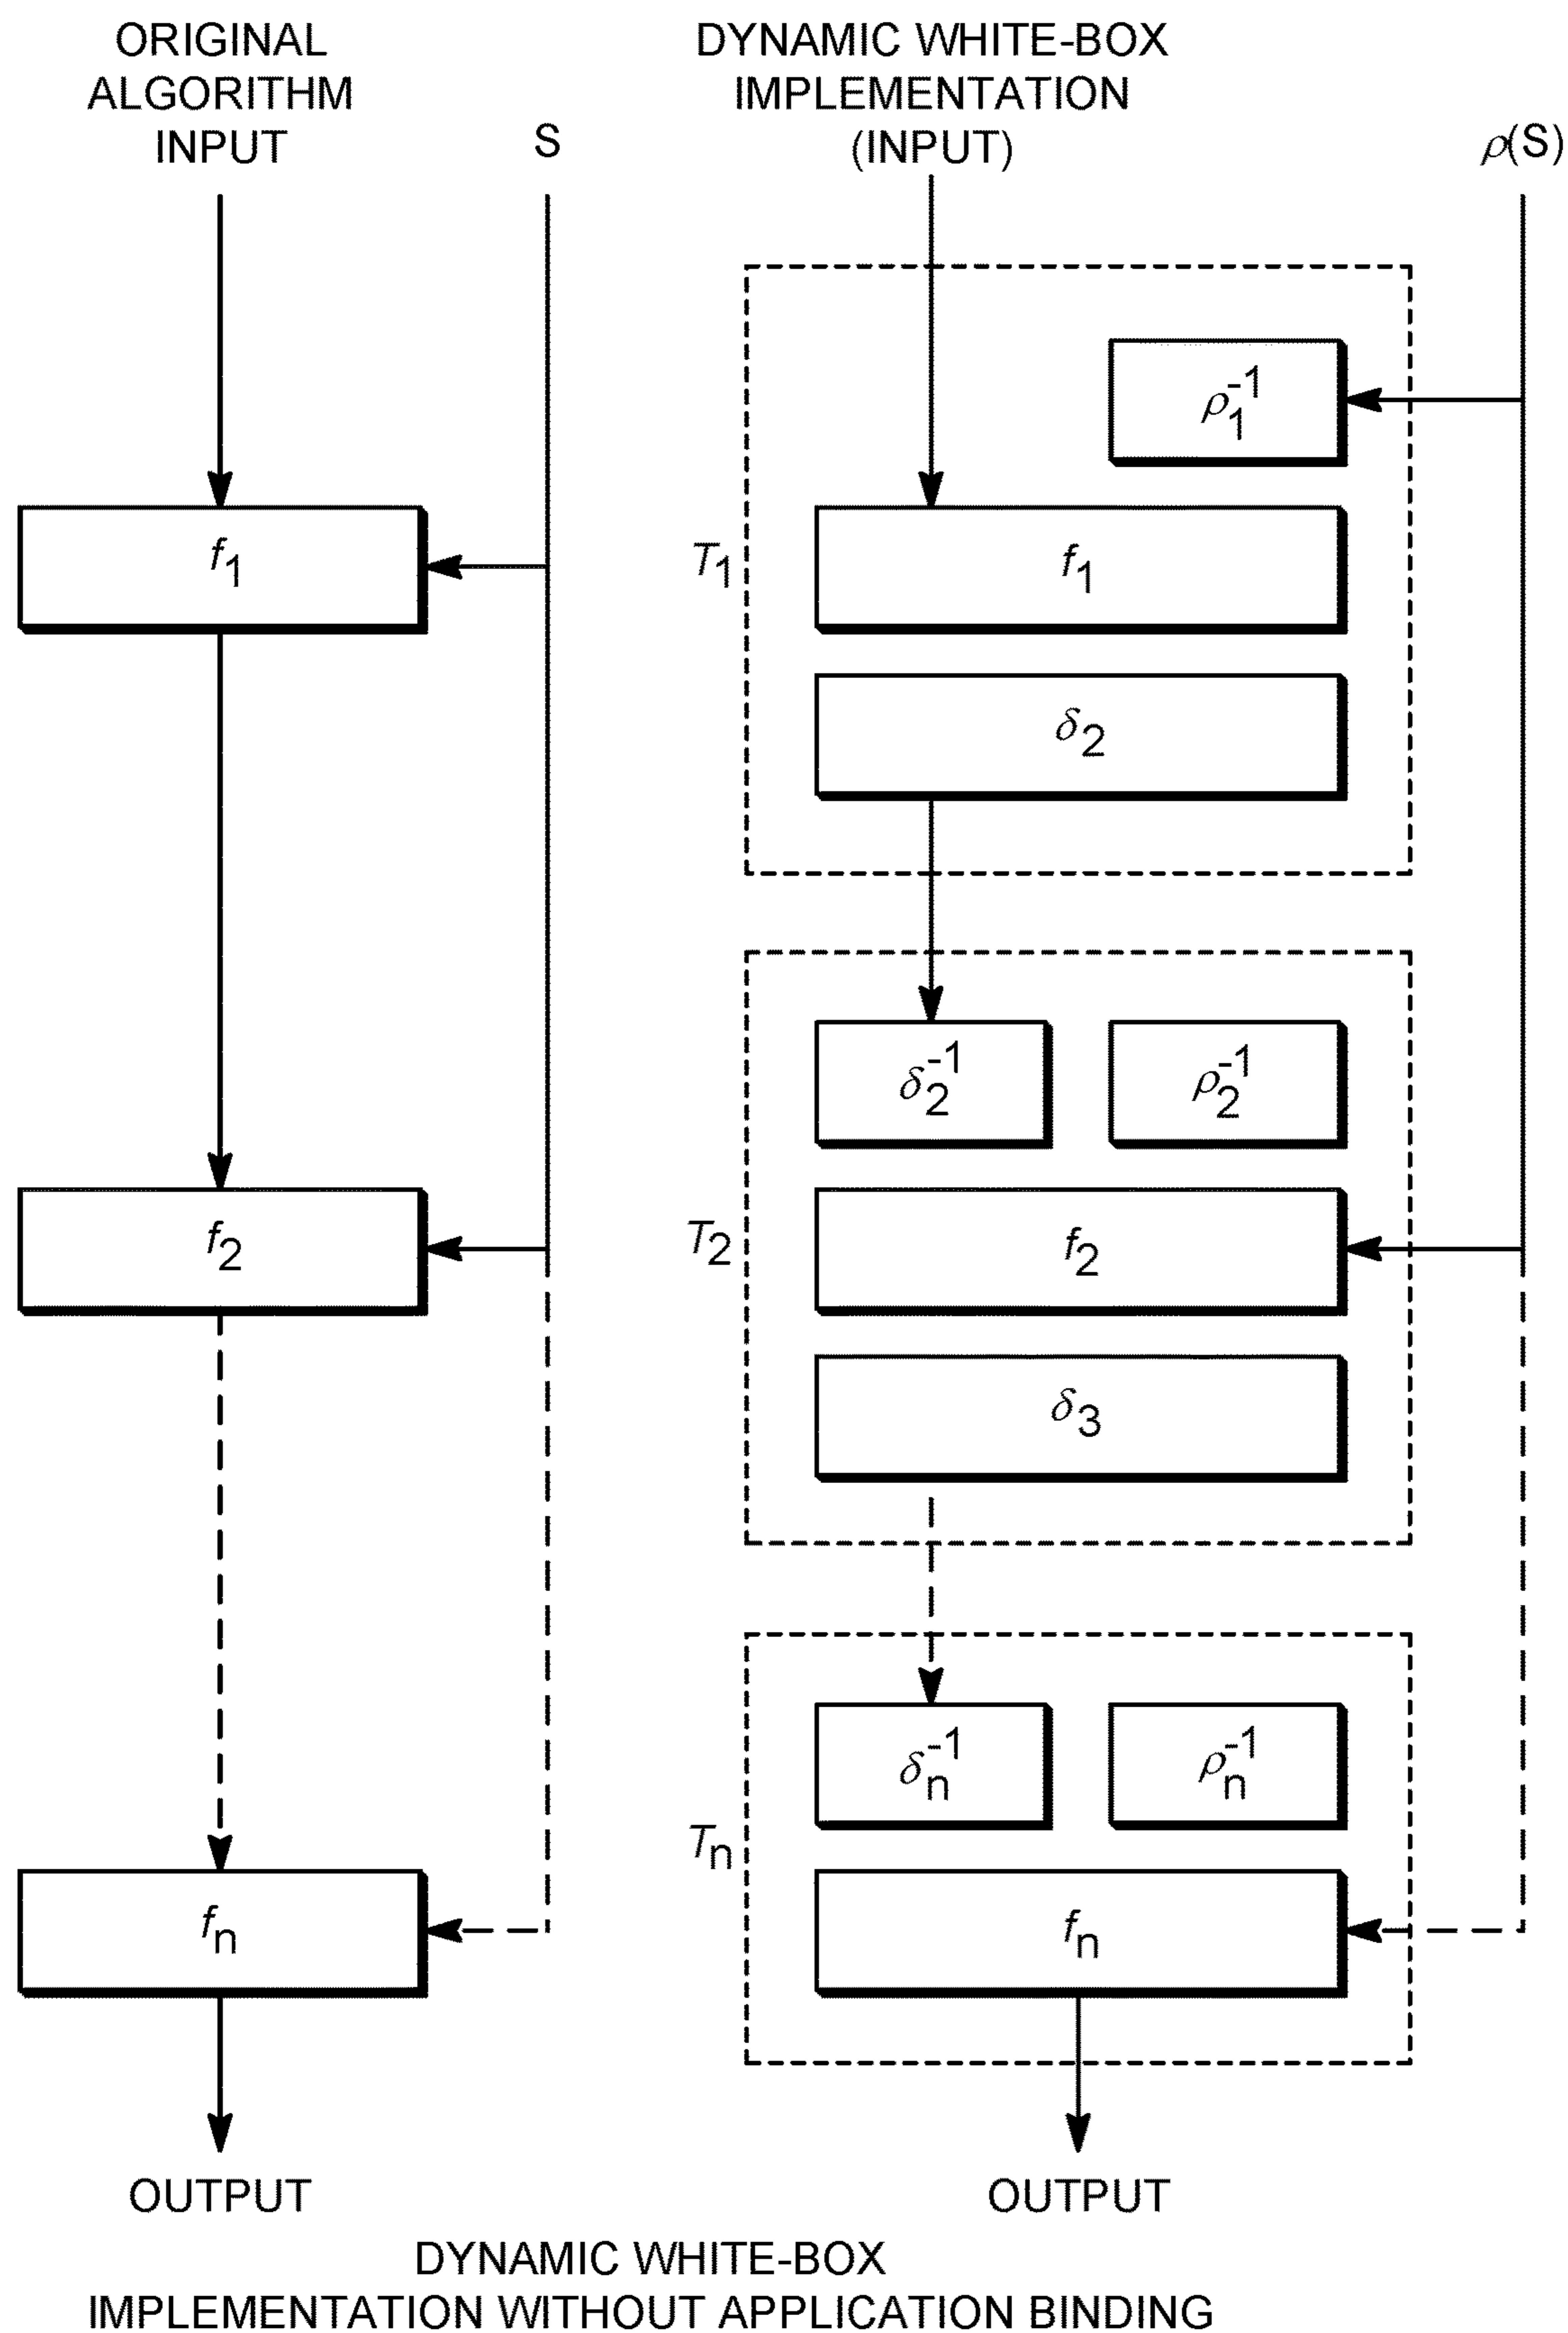 ORIGINAL
ALGORITHM
INPUT
S
DYNAMIC WHITE-BOX
IMPLEMENTATION
(INPUT)
ρ(S)
ρ₁⁻¹
f₁
T₁
f₁
δ₂
δ₂⁻¹
ρ₂⁻¹
f₂
T₂
f₂
δ₃
δₙ⁻¹
ρₙ⁻¹
Tₙ
fₙ
fₙ
OUTPUT
OUTPUT
DYNAMIC WHITE-BOX
IMPLEMENTATION WITHOUT APPLICATION BINDING